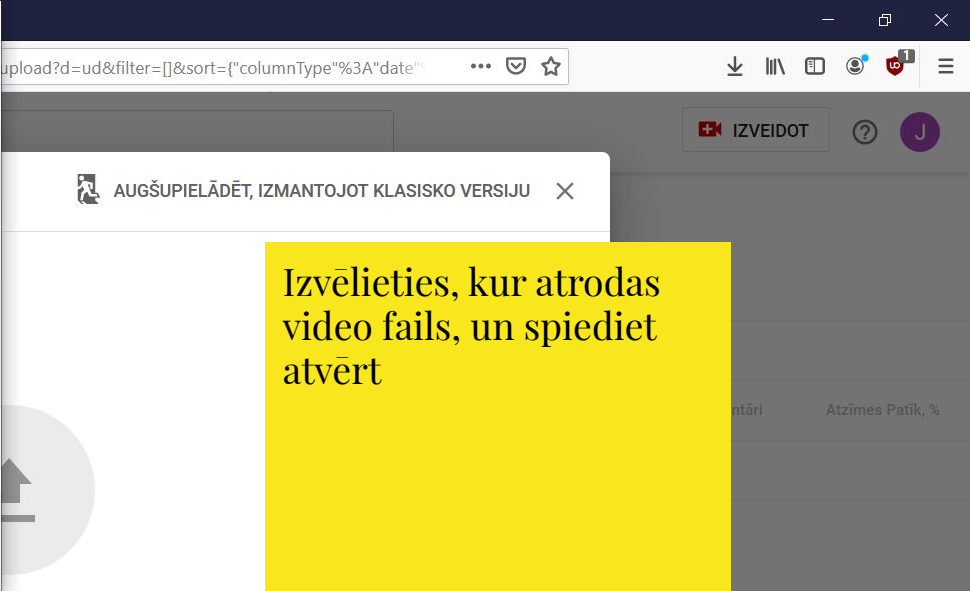 upload?d=ud&filter=[]&sort={"columnType"%3A"date"
1
IZVEIDOT
J
AUGŠUPIELĀDĒT, IZMANTOJOT KLASISKO VERSIJU
Izvēlieties, kur atrodas
video fails, un spiediet
atvērt
ntāri
Atzīmes Patīk, %